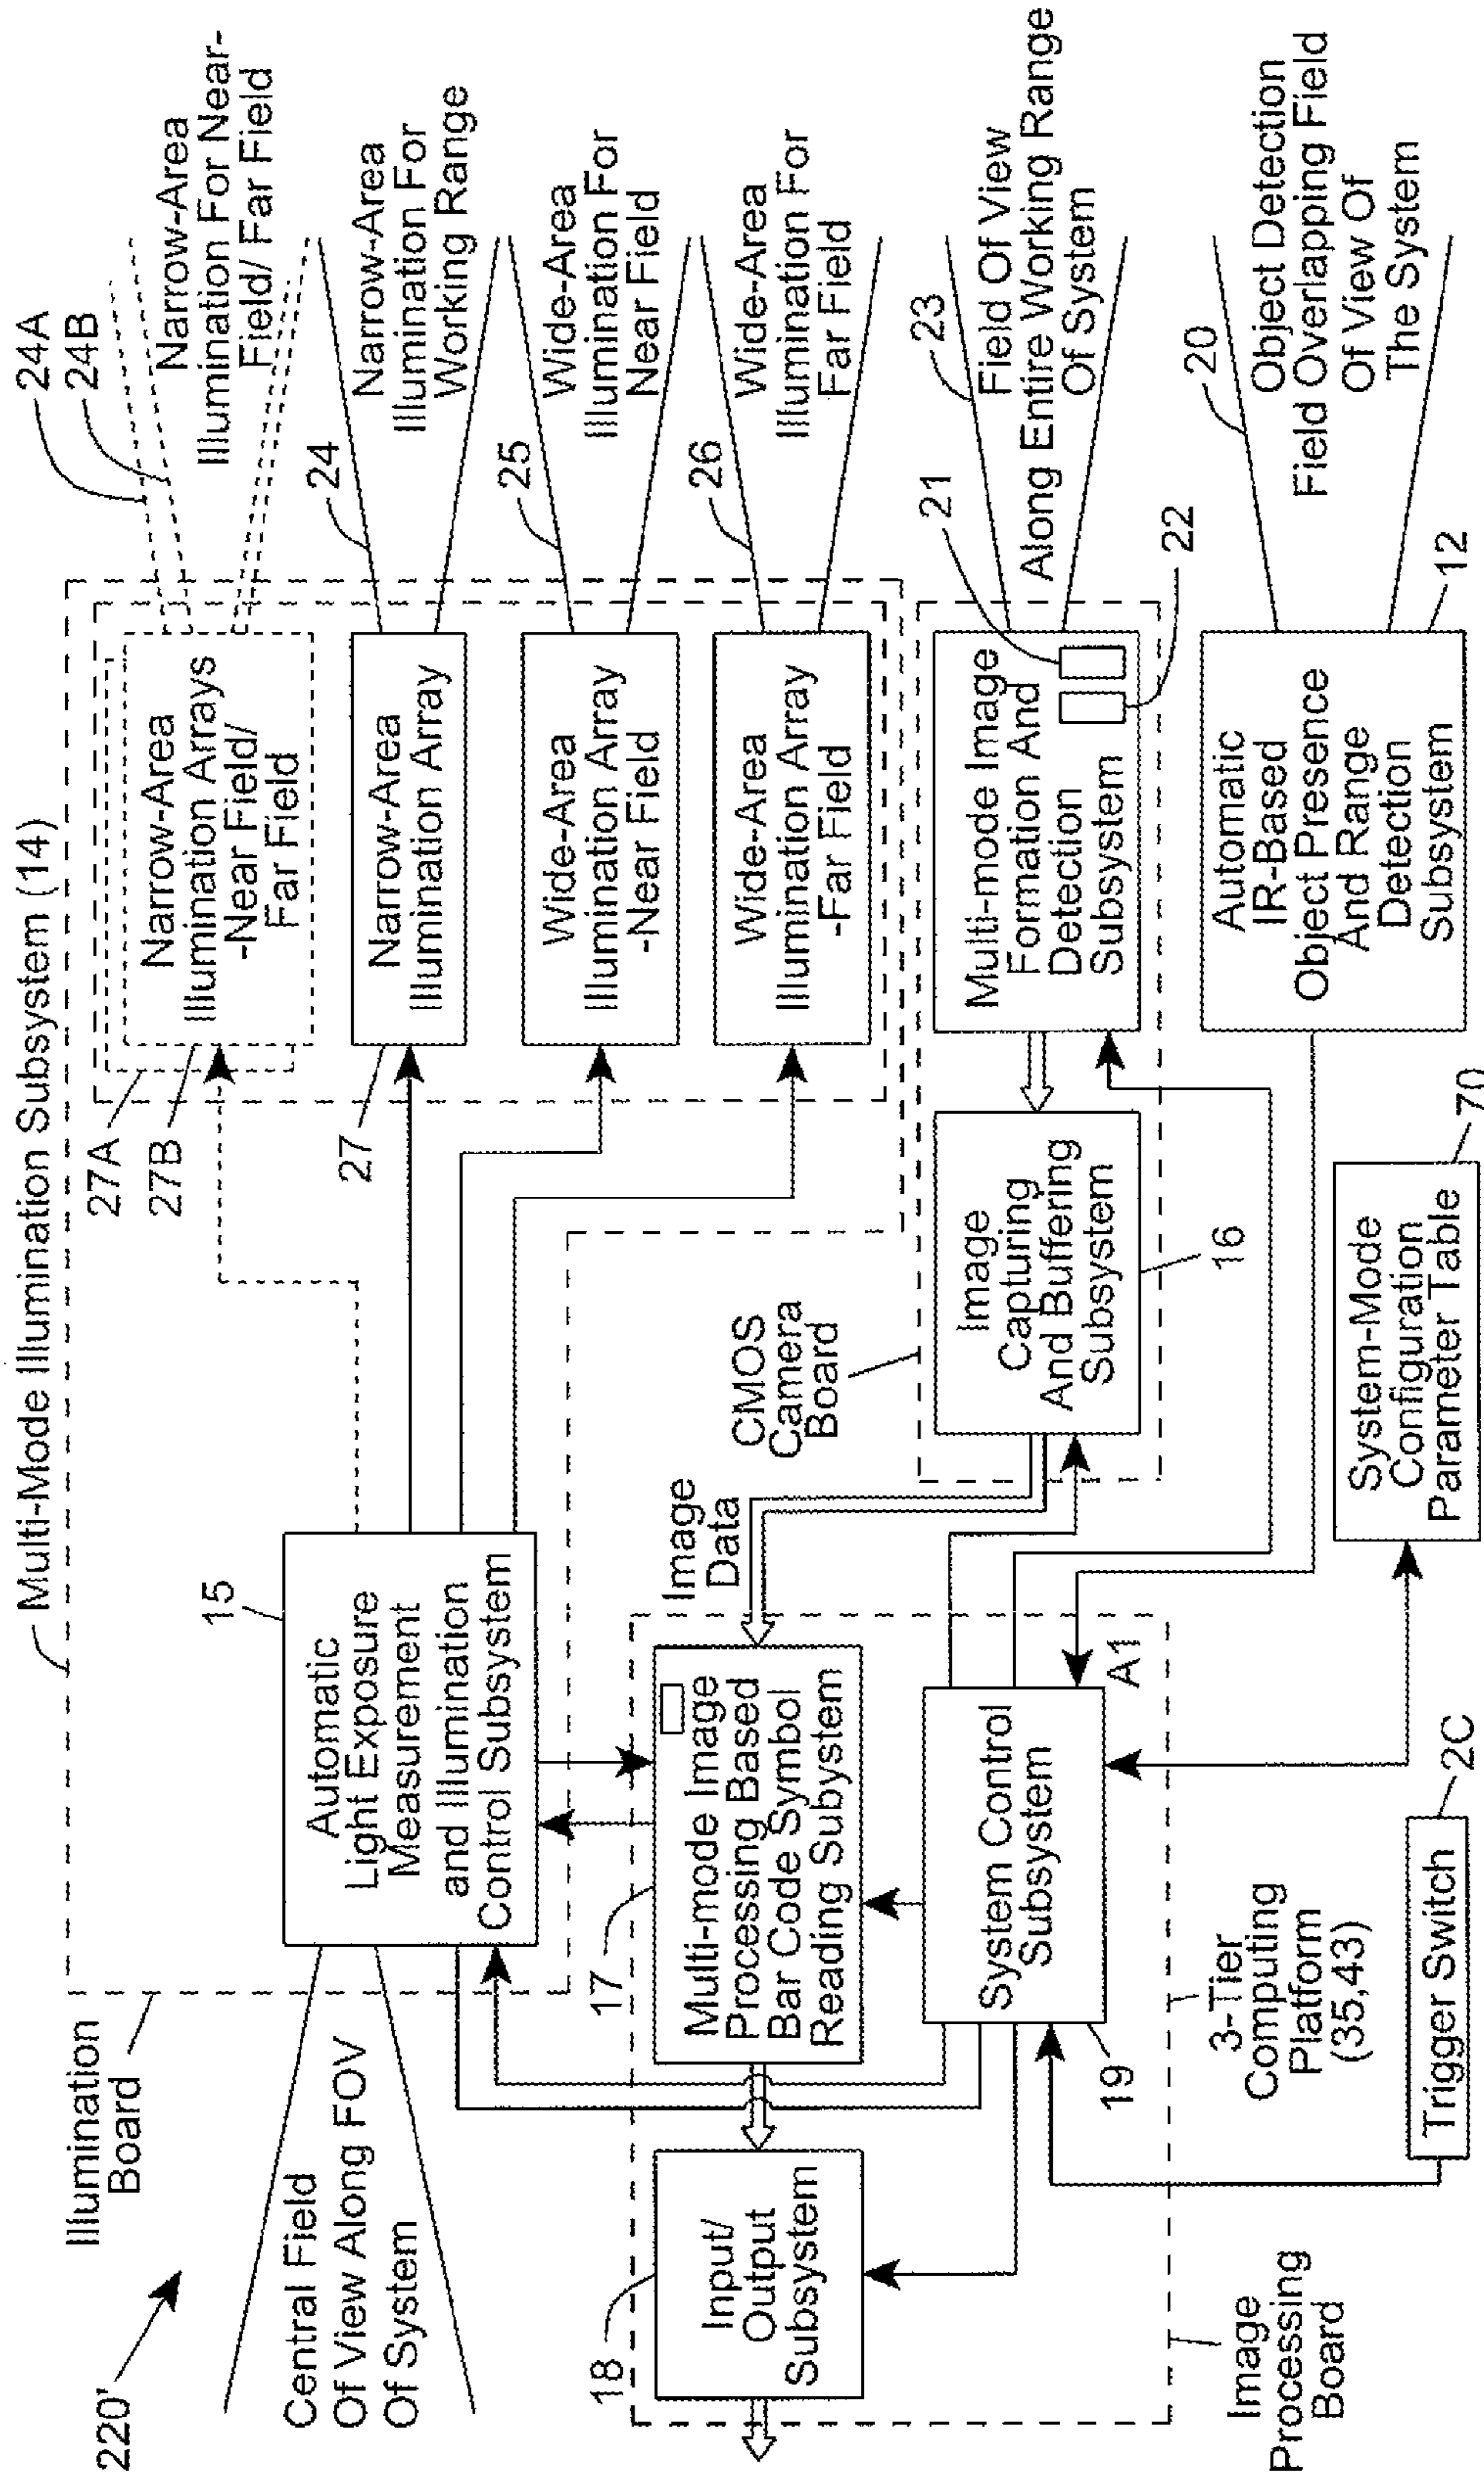 220'
Illumination
Board
Multi-Mode Illumination Subsystem (14)
24A
24B
Central Field
Of View Along FOV
Of System
15
Automatic
Light Exposure
Measurement
and Illumination
Control Subsystem
27A
27B
27
Narrow-Area
Illumination Arrays
-Near Field/
Far Field
Narrow-Area
Illumination For Near-
Field/ Far Field
Narrow-Area
Illumination Array
24
Narrow-Area
Illumination For
Working Range
Wide-Area
Illumination Array
-Near Field
25
Wide-Area
Illumination For
Near Field
Wide-Area
Illumination Array
-Far Field
26
Wide-Area
Illumination For
Far Field
18
Input/
Output
Subsystem
17
Multi-mode Image
Processing Based
Bar Code Symbol
Reading Subsystem
Image
Data
CMOS
Camera
Board
Image
Capturing
And Buffering
Subsystem
16
Multi-mode Image
Formation And
Detection
Subsystem
21
22
23
Field Of View
Along Entire Working Range
Of System
19
System Control
Subsystem
A1
Automatic
IR-Based
Object Presence
And Range
Detection
Subsystem
12
20
Object Detection
Field Overlapping Field
Of View Of
The System
Image
Processing
Board
3-Tier
Computing
Platform
(35,43)
Trigger Switch
2C
System-Mode
Configuration
Parameter Table
70